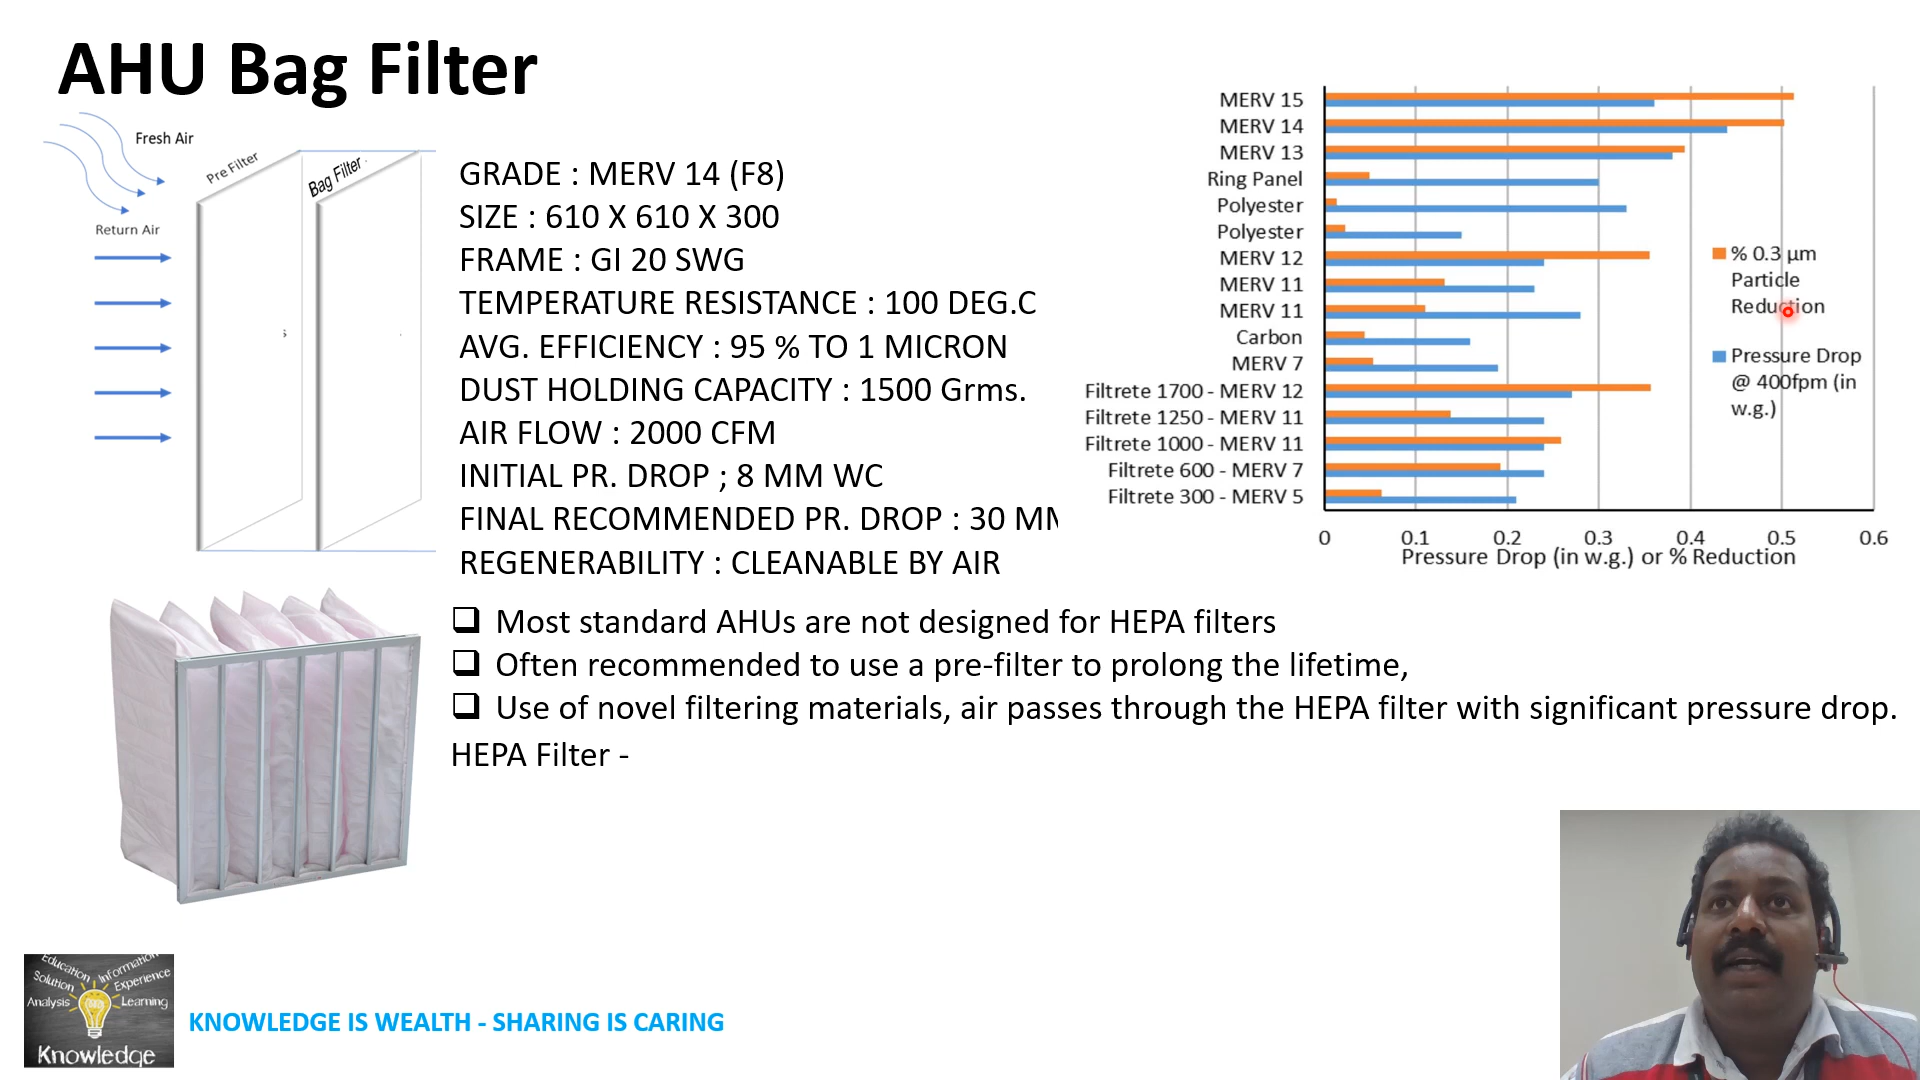 AHU Bag Filter
Fresh Air
Pre Filter
Bag Filter
Return Air
GRADE : MERV 14 (F8)
SIZE : 610 X 610 X 300
FRAME : GI 20 SWG
TEMPERATURE RESISTANCE : 100 DEG.C
AVG. EFFICIENCY : 95 % TO 1 MICRON
DUST HOLDING CAPACITY : 1500 Grms.
AIR FLOW : 2000 CFM
INITIAL PR. DROP ; 8 MM WC
FINAL RECOMMENDED PR. DROP : 30 MM
REGENERABILITY : CLEANABLE BY AIR
MERV 15
MERV 14
MERV 13
Ring Panel
Polyester
Polyester
MERV 12
MERV 11
MERV 11
Carbon
MERV 7
Filtrete 1700 - MERV 12
Filtrete 1250 - MERV 11
Filtrete 1000 - MERV 11
Filtrete 600 - MERV 7
Filtrete 300 - MERV 5
% 0.3 µm
Particle
Reduction
Pressure Drop
@ 400fpm (in
w.g.)
0 0.1 0.2 0.3 0.4 0.5 0.6
Pressure Drop (in w.g.) or % Reduction
❑ Most standard AHUs are not designed for HEPA filters
❑ Often recommended to use a pre-filter to prolong the lifetime,
❑ Use of novel filtering materials, air passes through the HEPA filter with significant pressure drop.
HEPA Filter -
Education Information
Solution Experience
Analysis Learning
Knowledge
KNOWLEDGE IS WEALTH - SHARING IS CARING